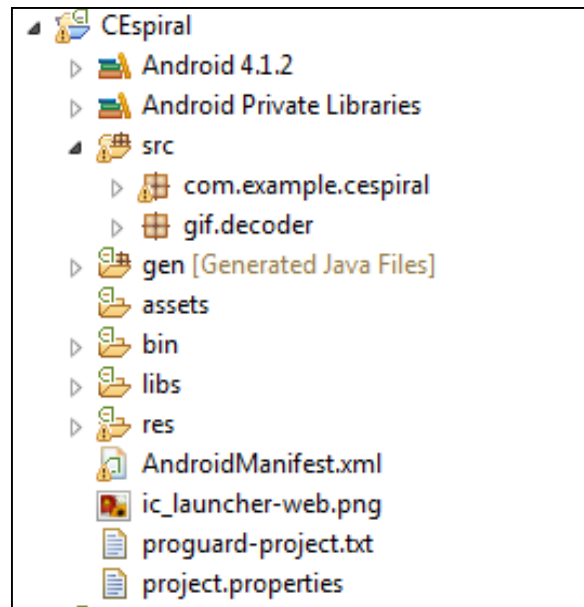 CEspiral
Android 4.1.2
Android Private Libraries
src
com.example.cespiral
gif.decoder
gen [Generated Java Files]
assets
bin
libs
res
AndroidManifest.xml
ic_launcher-web.png
proguard-project.txt
project.properties